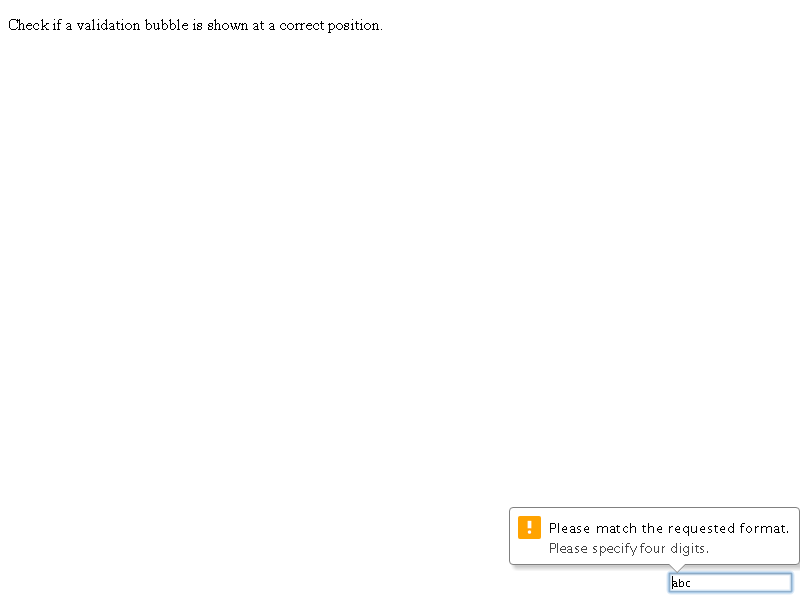 Check if a validation bubble is shown at a correct position.
Please match the requested format.
Please specify four digits.
abc